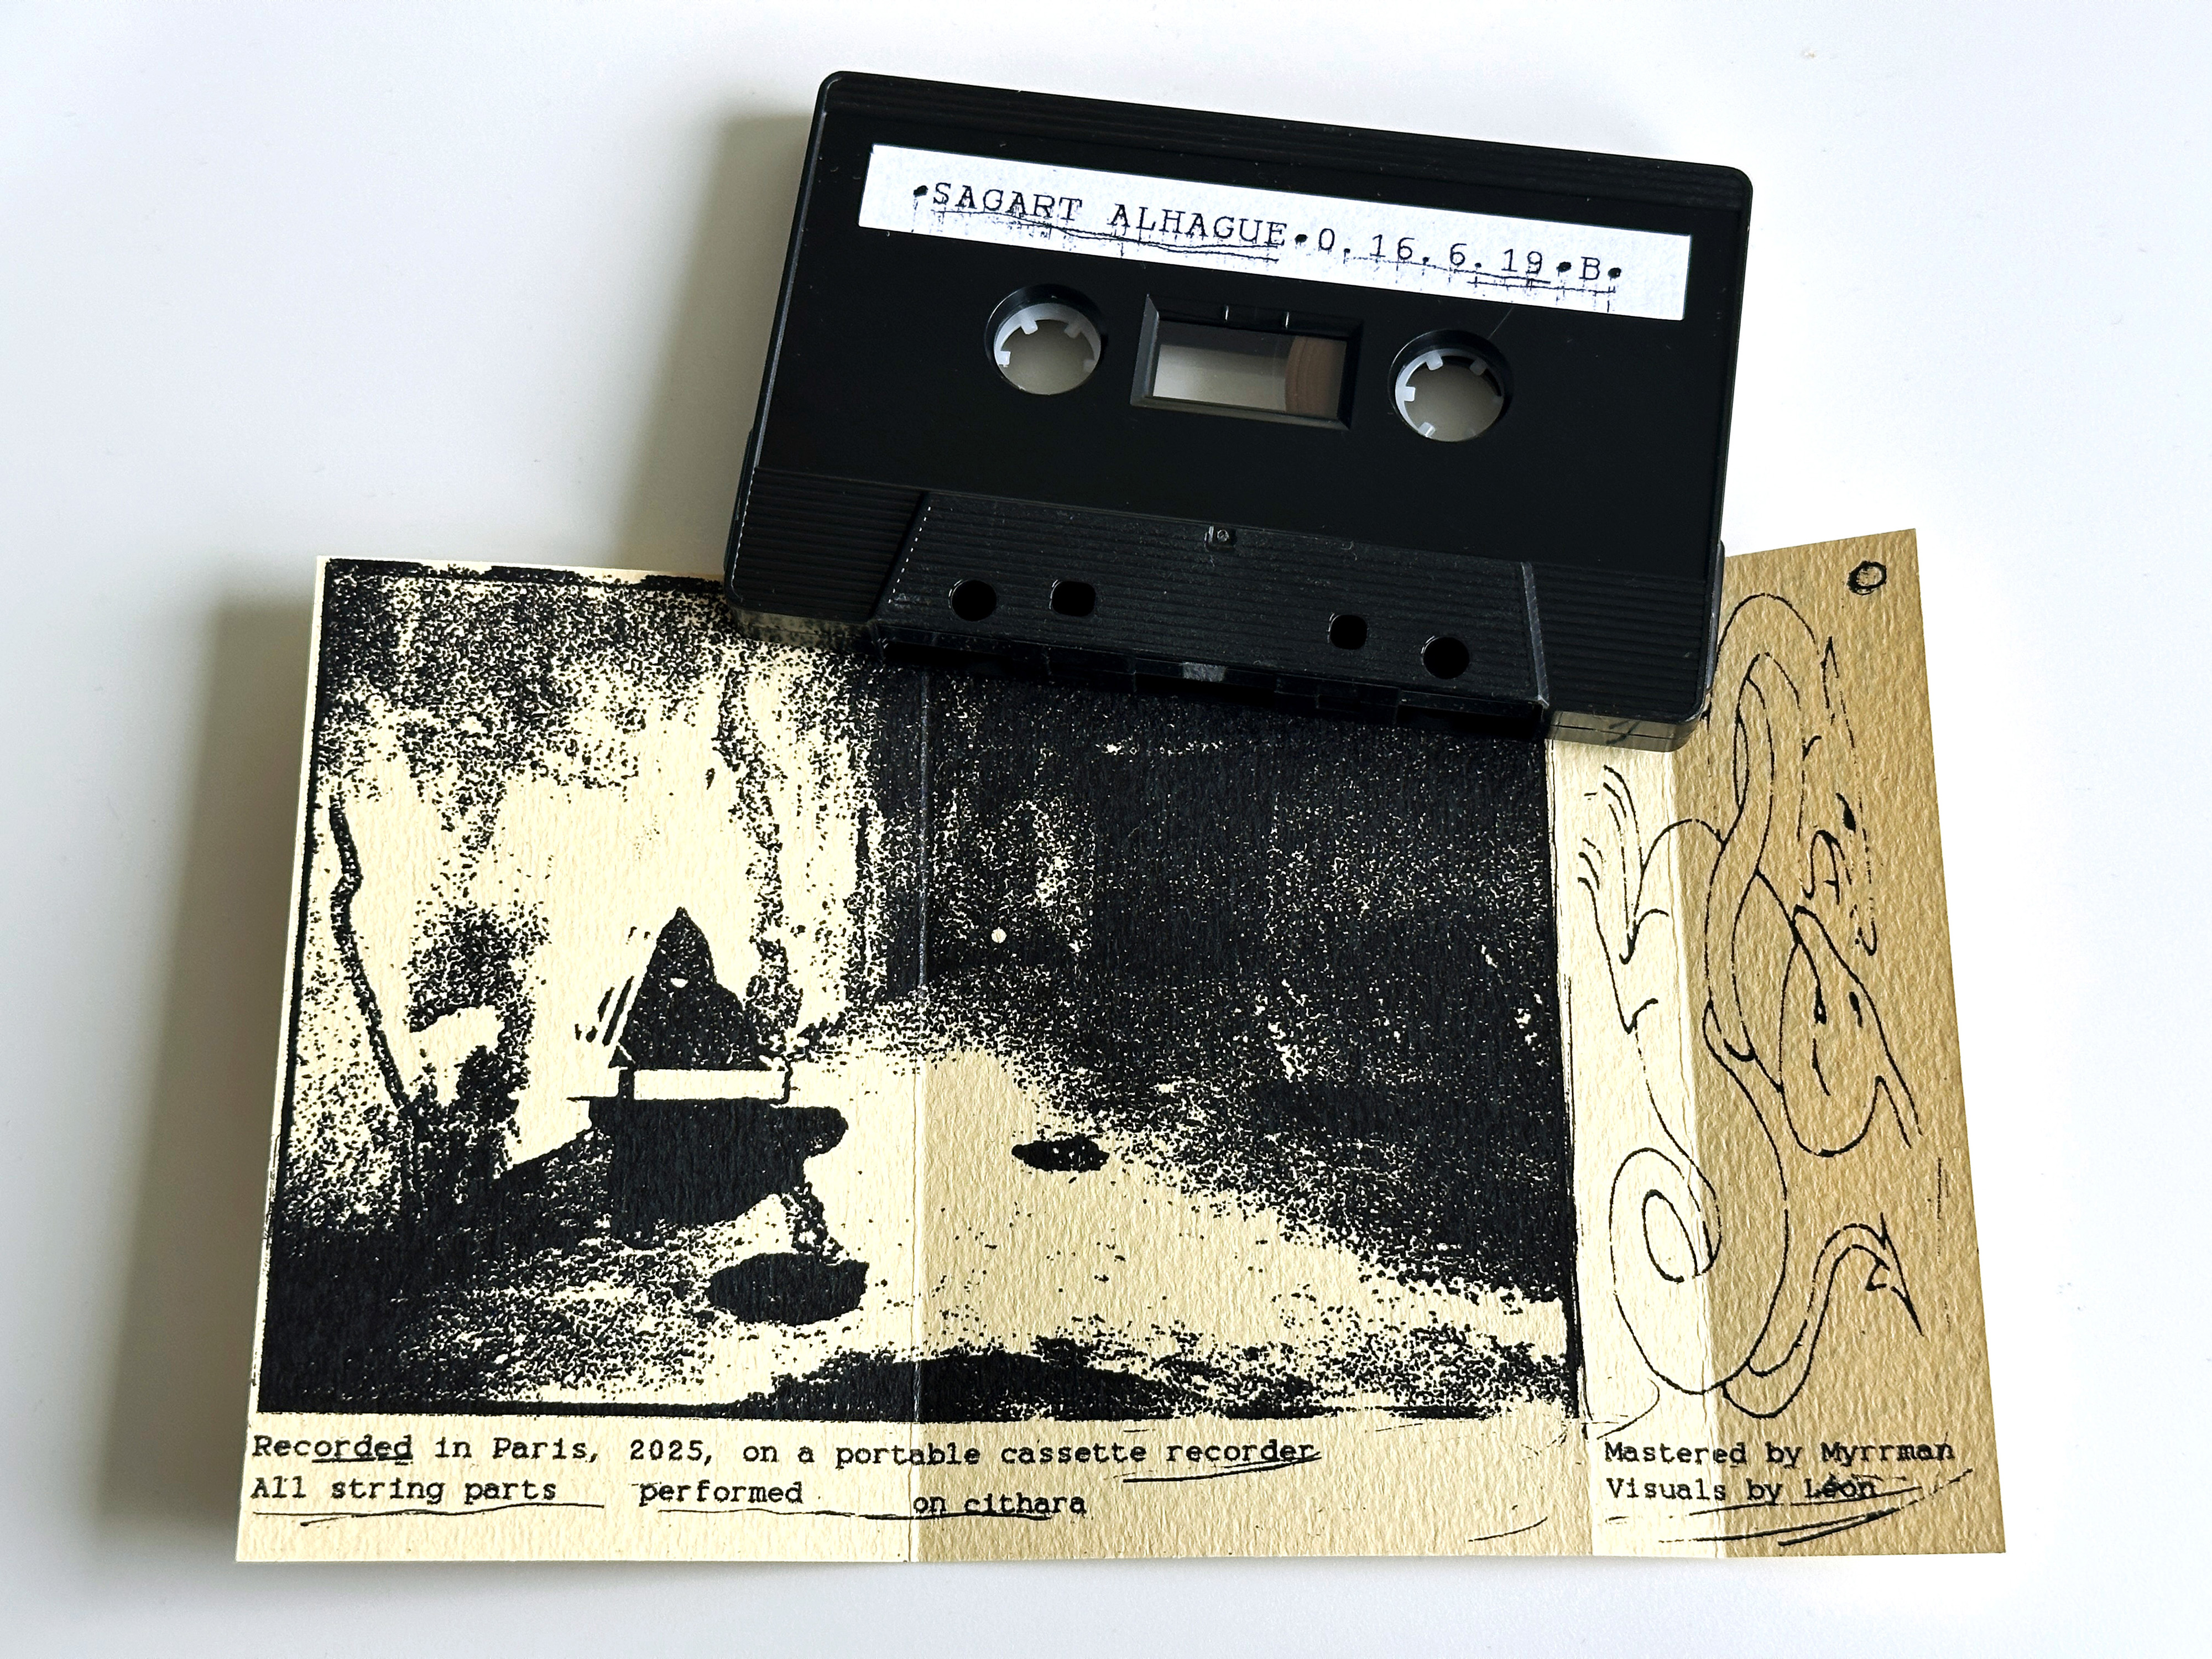 •SAGART ALHAGUE•0.16.6.19•B•
Recorded in Paris, 2025, on a portable cassette recorder
All string parts performed on cithara
Mastered by Myrrman
Visuals by Léon